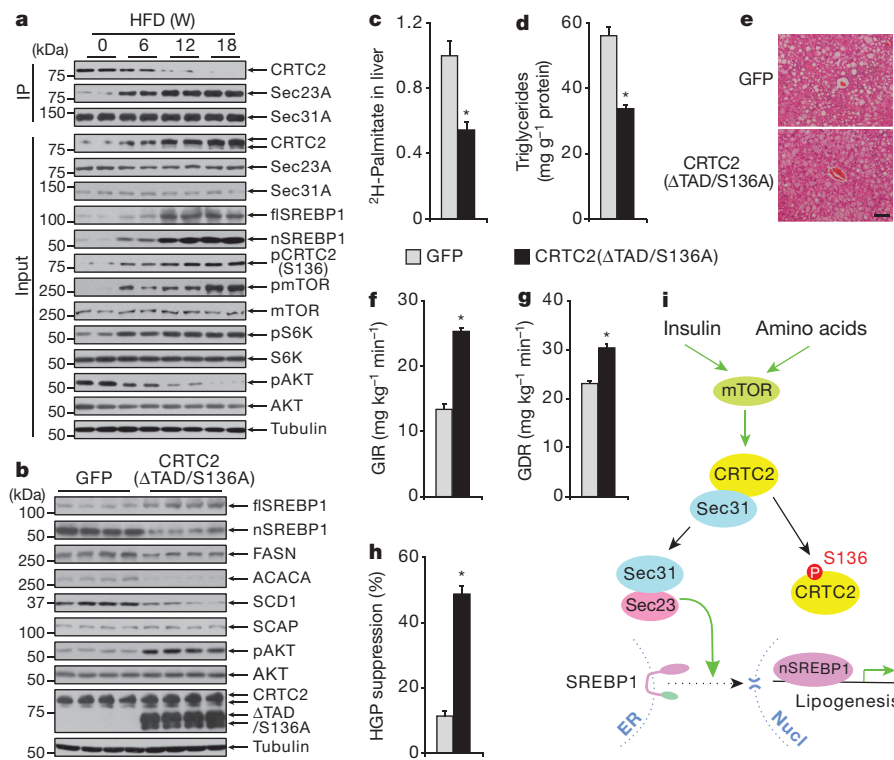 a
HFD (W)
(kDa) 0 6 12 18
IP
75 CRTC2
75 Sec23A
150 Sec31A
Input
75 CRTC2
75 Sec23A
150 Sec31A
100 flSREBP1
50 nSREBP1
75 pCRTC2 (S136)
250 pmTOR
250 mTOR
50 pS6K
50 S6K
50 pAKT
50 AKT
50 Tubulin
b
GFP CRTC2 (ΔTAD/S136A)
(kDa)
100 flSREBP1
50 nSREBP1
250 FASN
250 ACACA
37 SCD1
100 SCAP
50 pAKT
50 AKT
CRTC2
75 ΔTAD /S136A
50 Tubulin
c
²H-Palmitate in liver
1.2
0.6
0
*
d
Triglycerides (mg g⁻¹ protein)
60
40
20
0
*
e
GFP
CRTC2 (ΔTAD/S136A)
GFP
CRTC2(ΔTAD/S136A)
f
GIR (mg kg⁻¹ min⁻¹)
30
20
10
0
*
g
GDR (mg kg⁻¹ min⁻¹)
40
30
20
10
0
*
h
HGP suppression (%)
60
40
20
0
*
i
Insulin Amino acids
mTOR
CRTC2
Sec31
Sec31
Sec23
P S136
CRTC2
SREBP1
ER
Nucl
nSREBP1
Lipogenesis